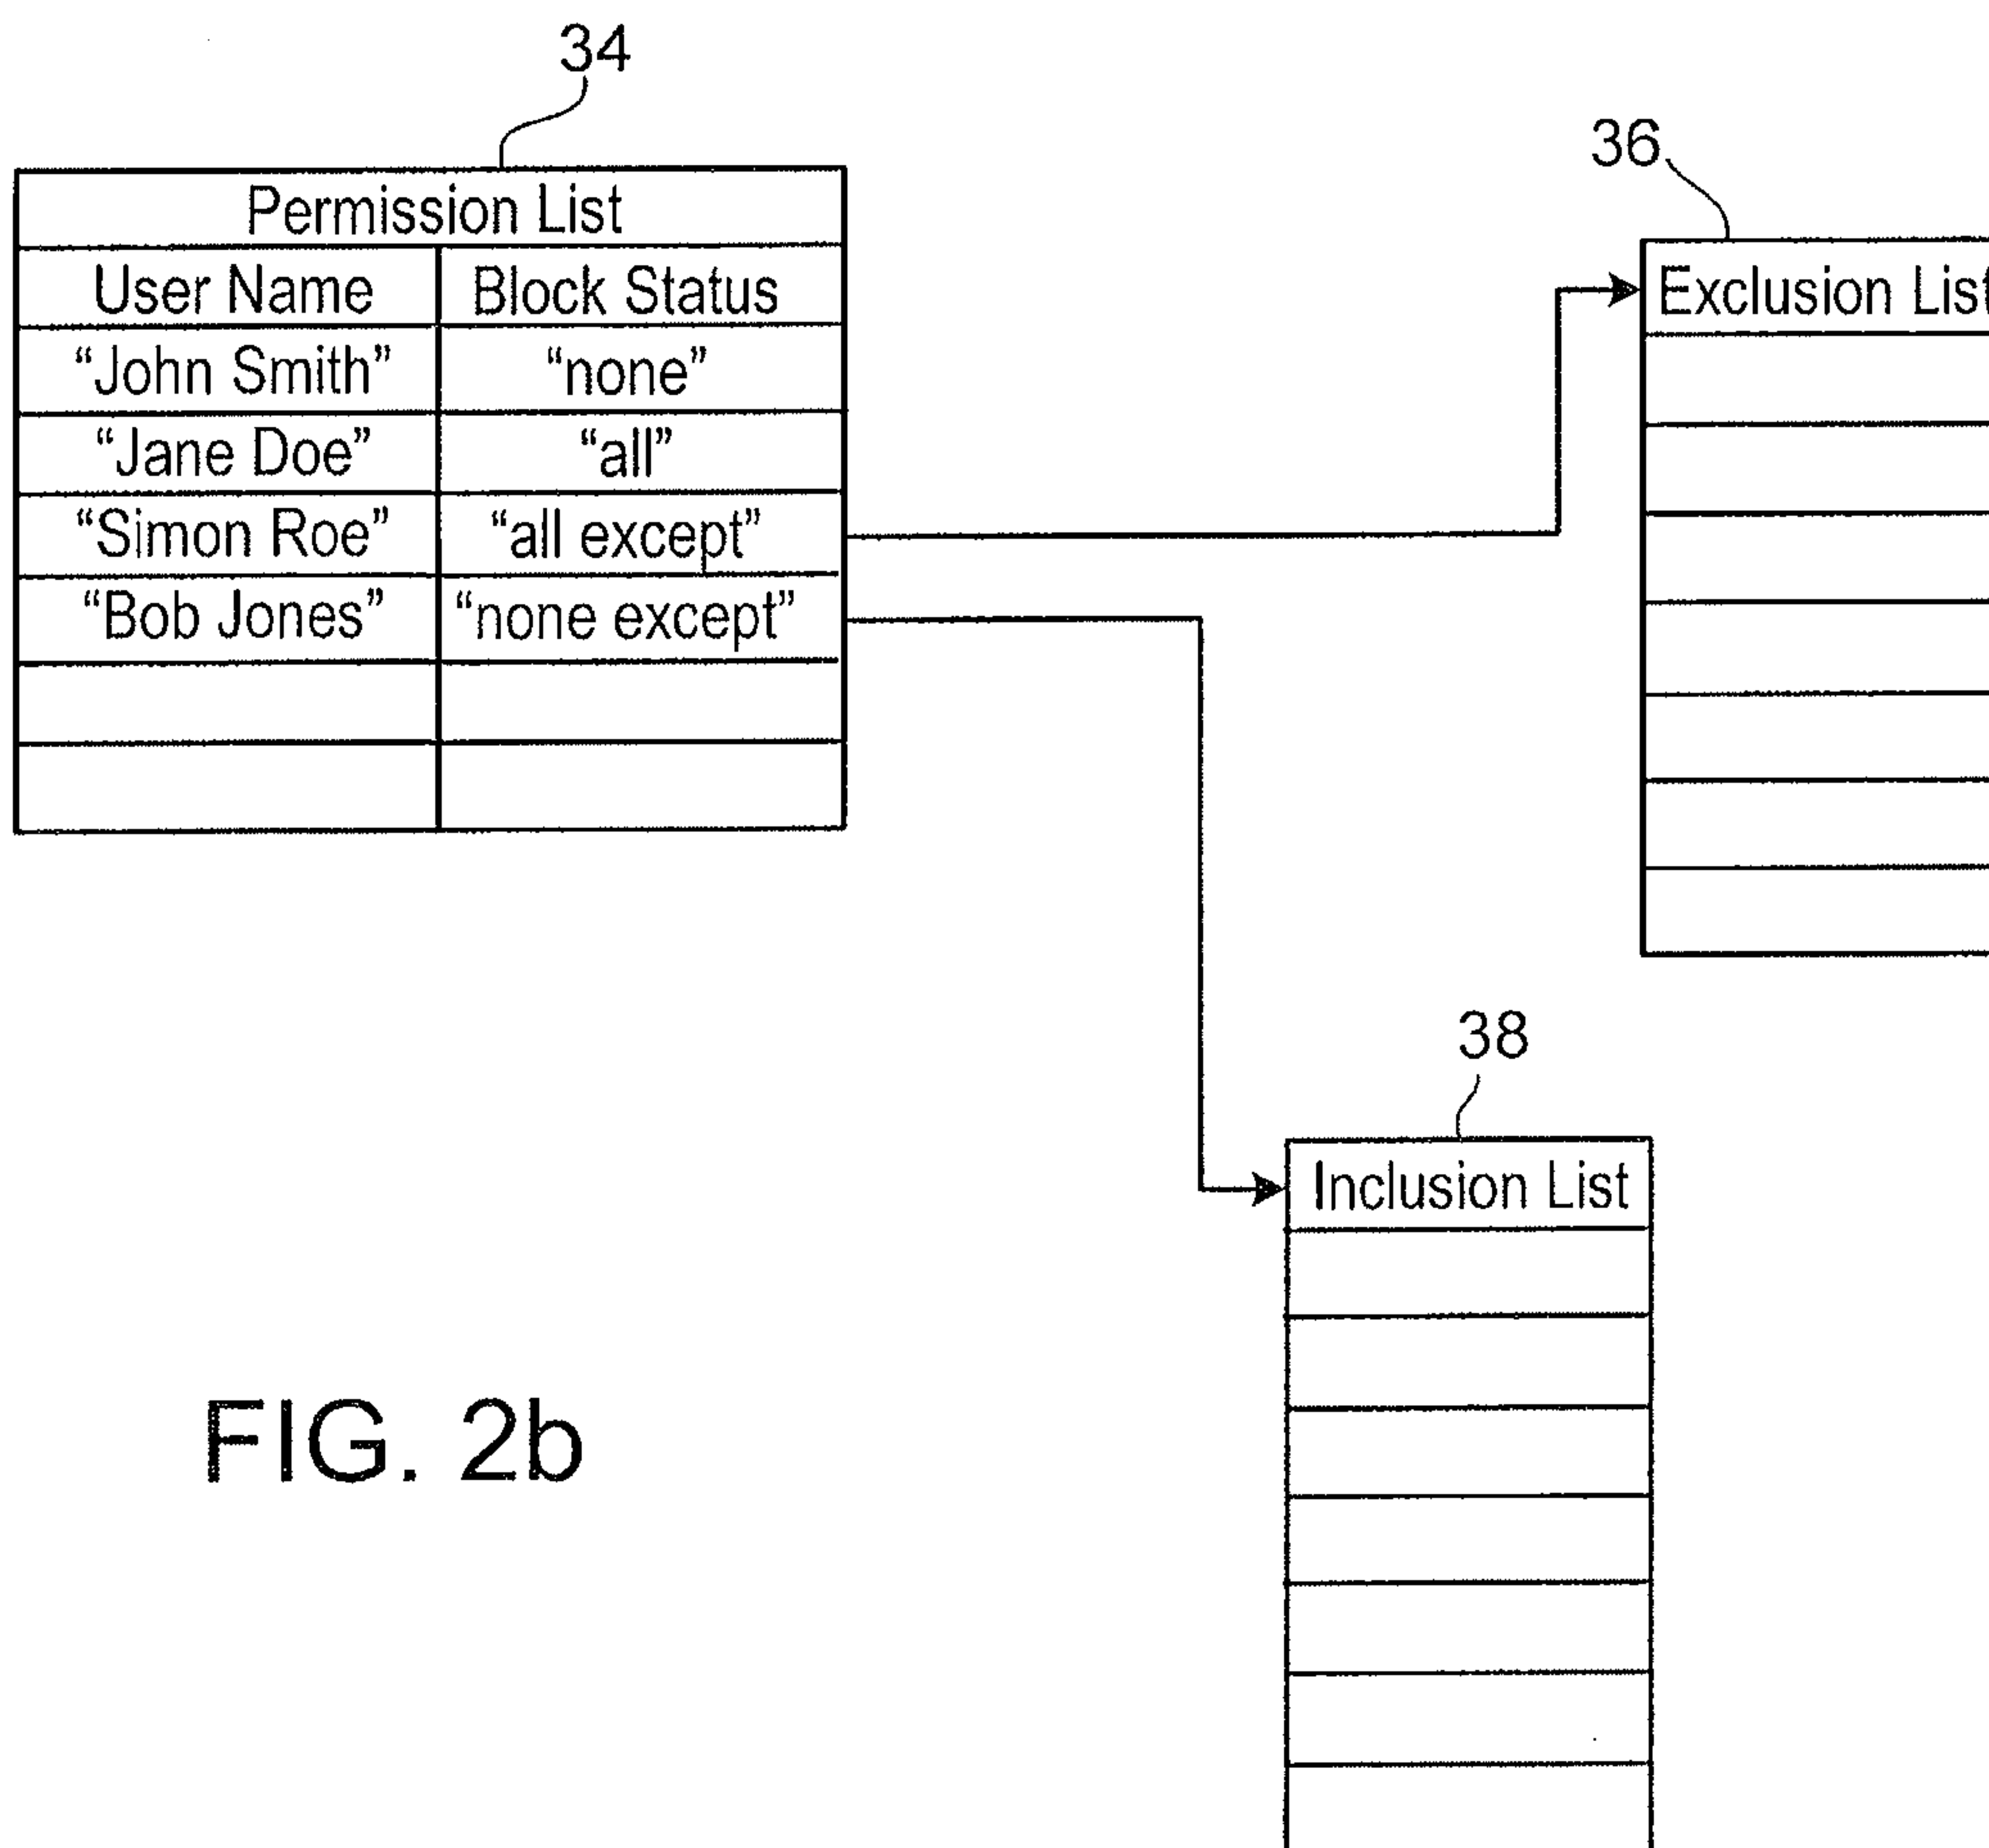 34
Permission List
User Name Block Status
“John Smith” “none”
“Jane Doe” “all”
“Simon Roe” “all except”
“Bob Jones” “none except”
36
Exclusion List
38
Inclusion List
FIG. 2b